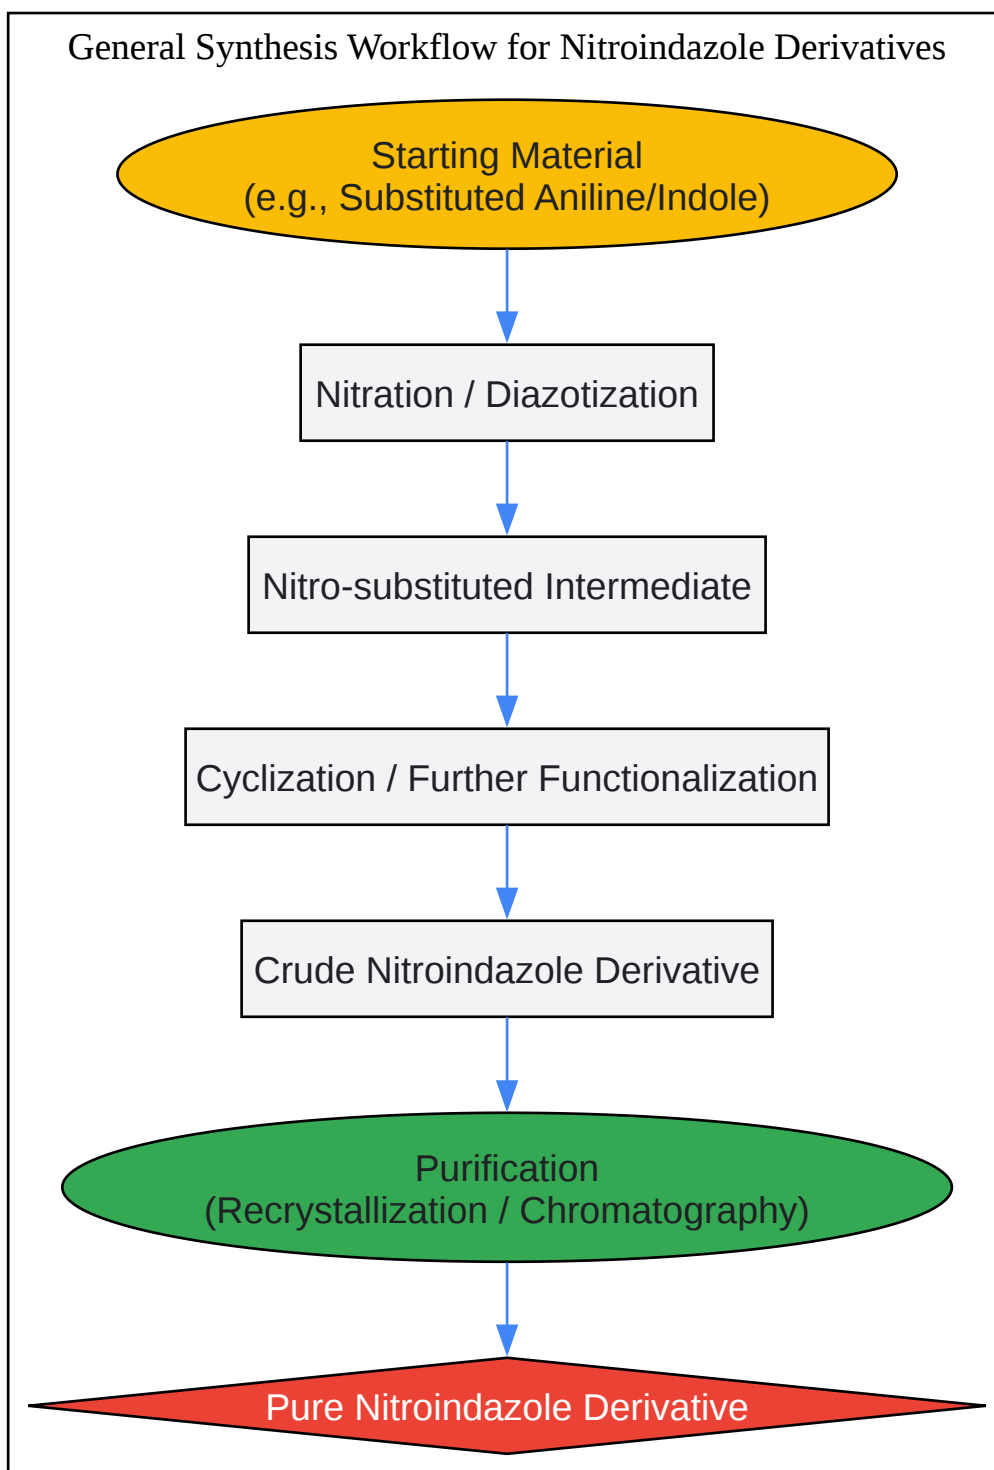 General Synthesis Workflow for Nitroindazole Derivatives
Starting Material
(e.g., Substituted Aniline/Indole)
Nitration / Diazotization
Nitro-substituted Intermediate
Cyclization / Further Functionalization
Crude Nitroindazole Derivative
Purification
(Recrystallization / Chromatography)
Pure Nitroindazole Derivative